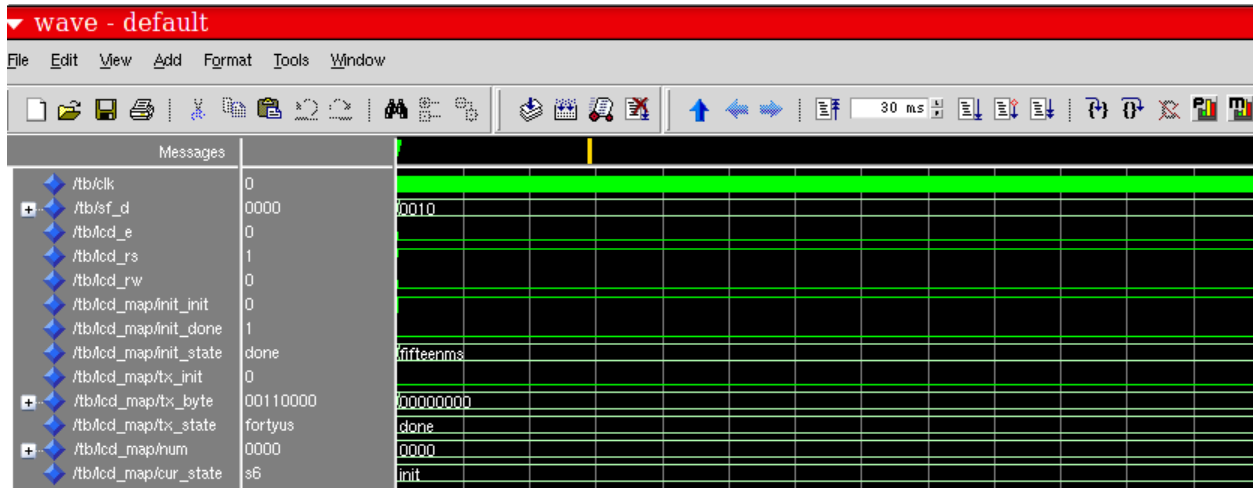 wave - default
File Edit View Add Format Tools Window
30 ms
Messages
/tb/clk 0
/tb/sf_d 0000 0010
/tb/lcd_e 0
/tb/lcd_rs 1
/tb/lcd_rw 0
/tb/lcd_map/init_init 0
/tb/lcd_map/init_done 1
/tb/lcd_map/init_state done fifteenms
/tb/lcd_map/tx_init 0
/tb/lcd_map/tx_byte 00110000 00000000
/tb/lcd_map/tx_state fortyus done
/tb/lcd_map/num 0000 0000
/tb/lcd_map/cur_state s6 init